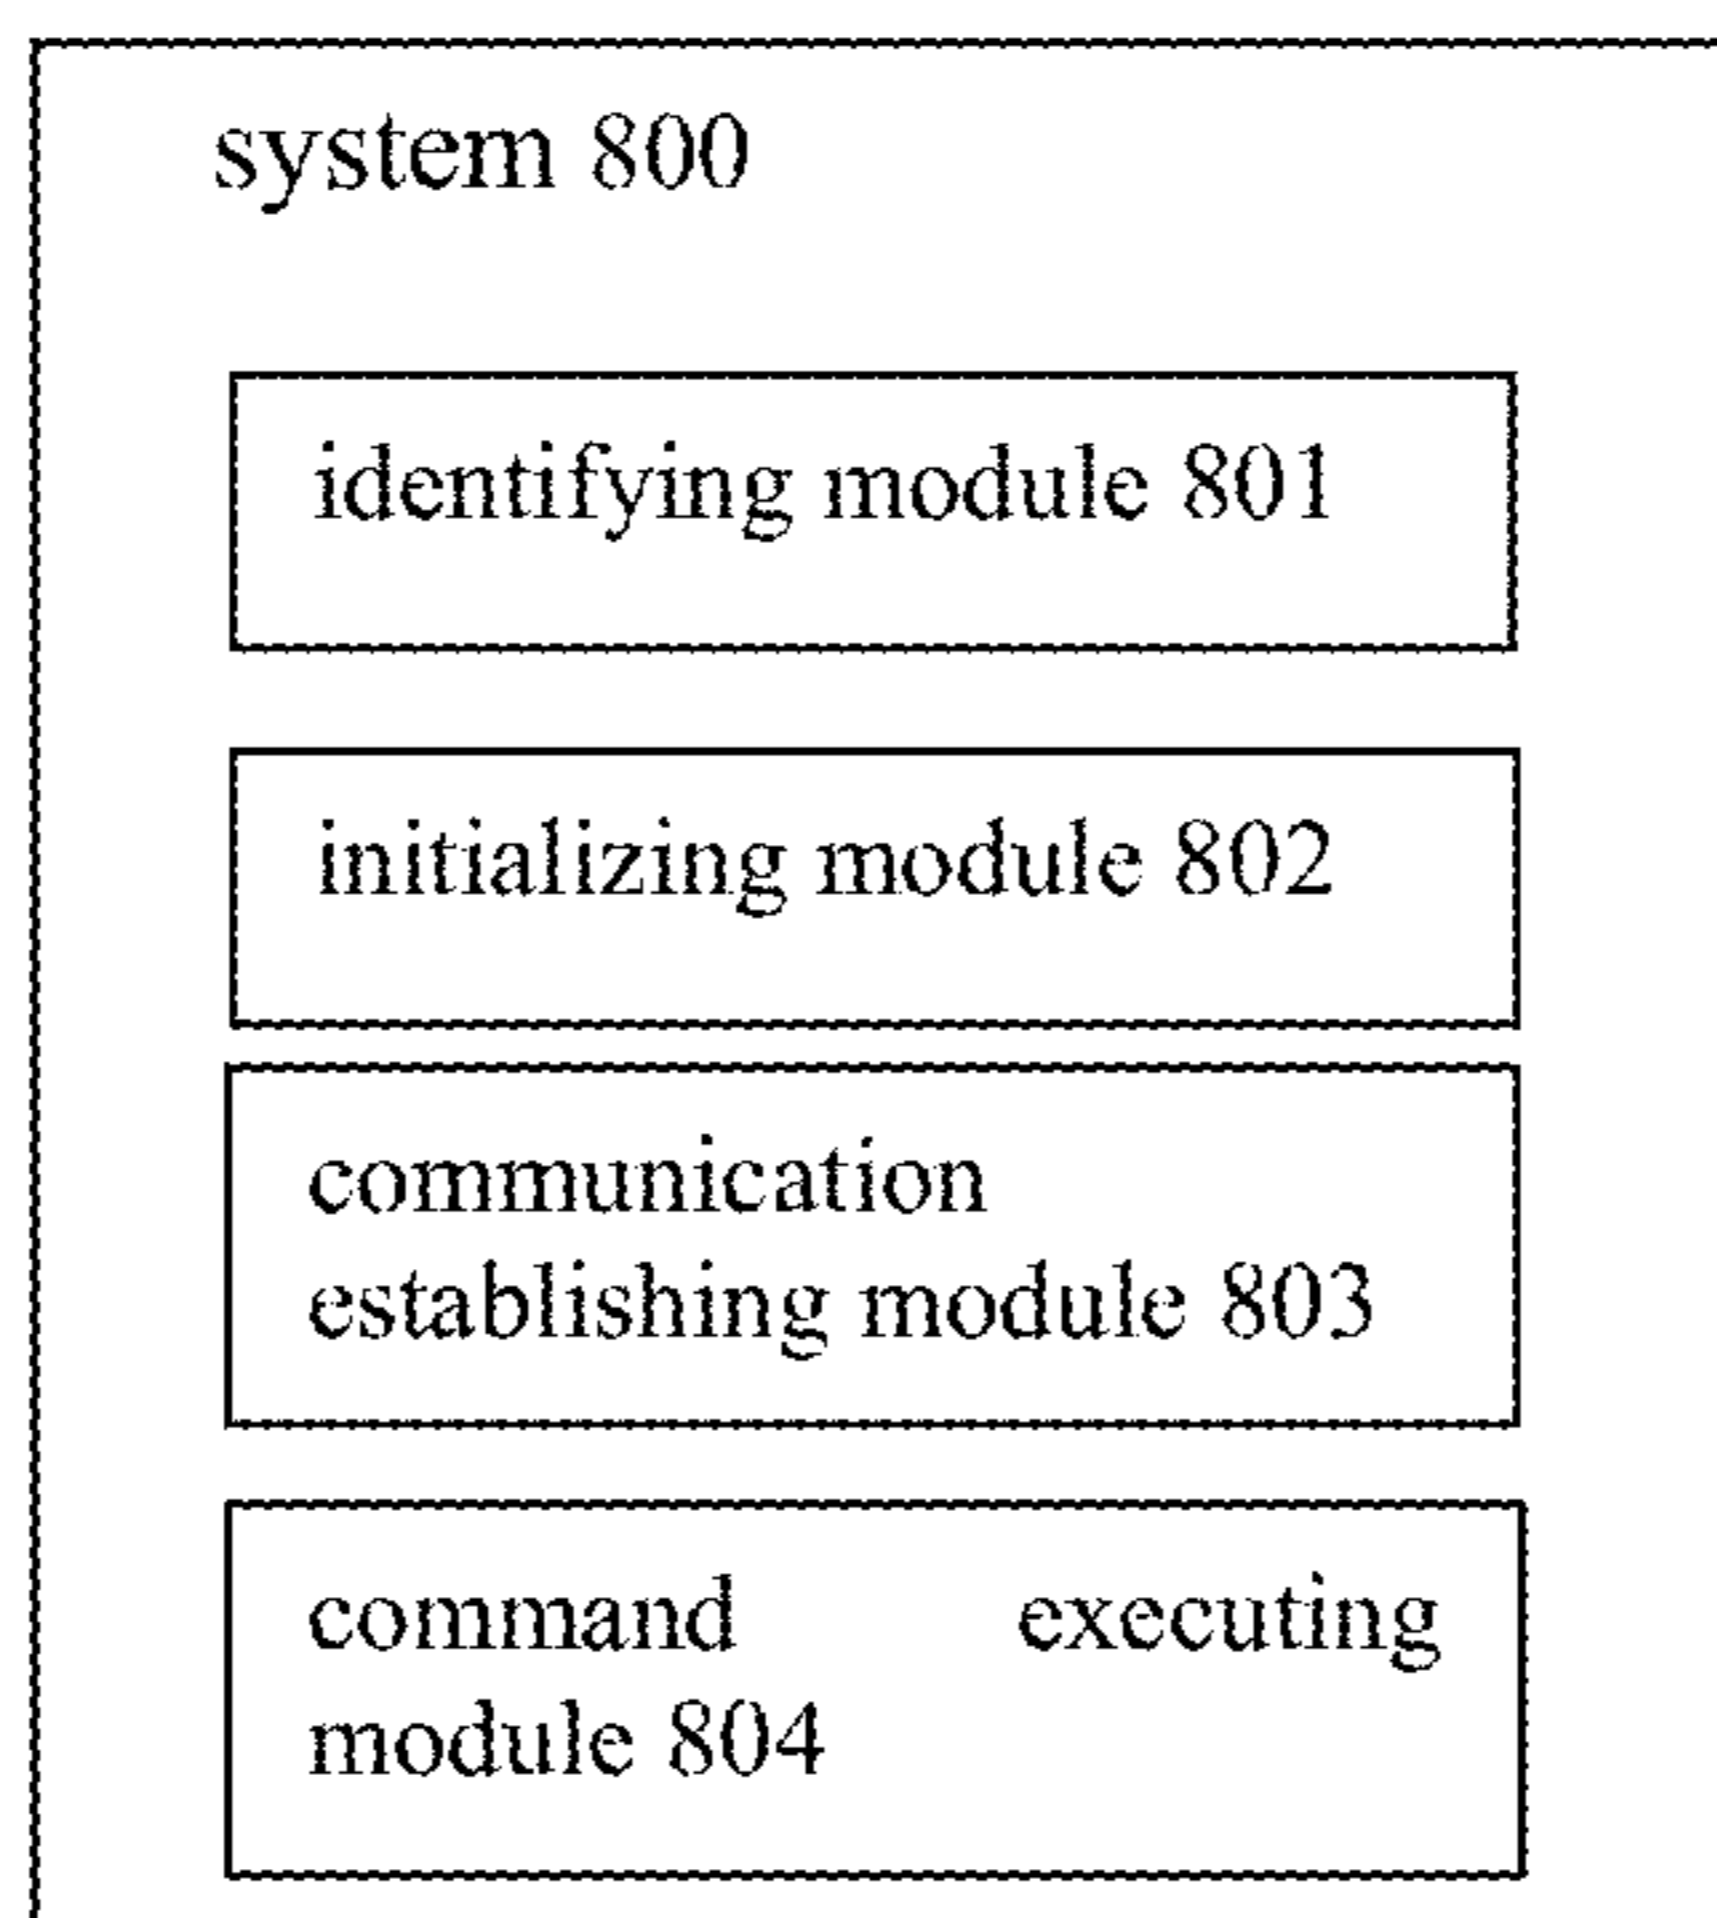 system 800
identifying module 801
initializing module 802
communication
establishing module 803
command executing
module 804